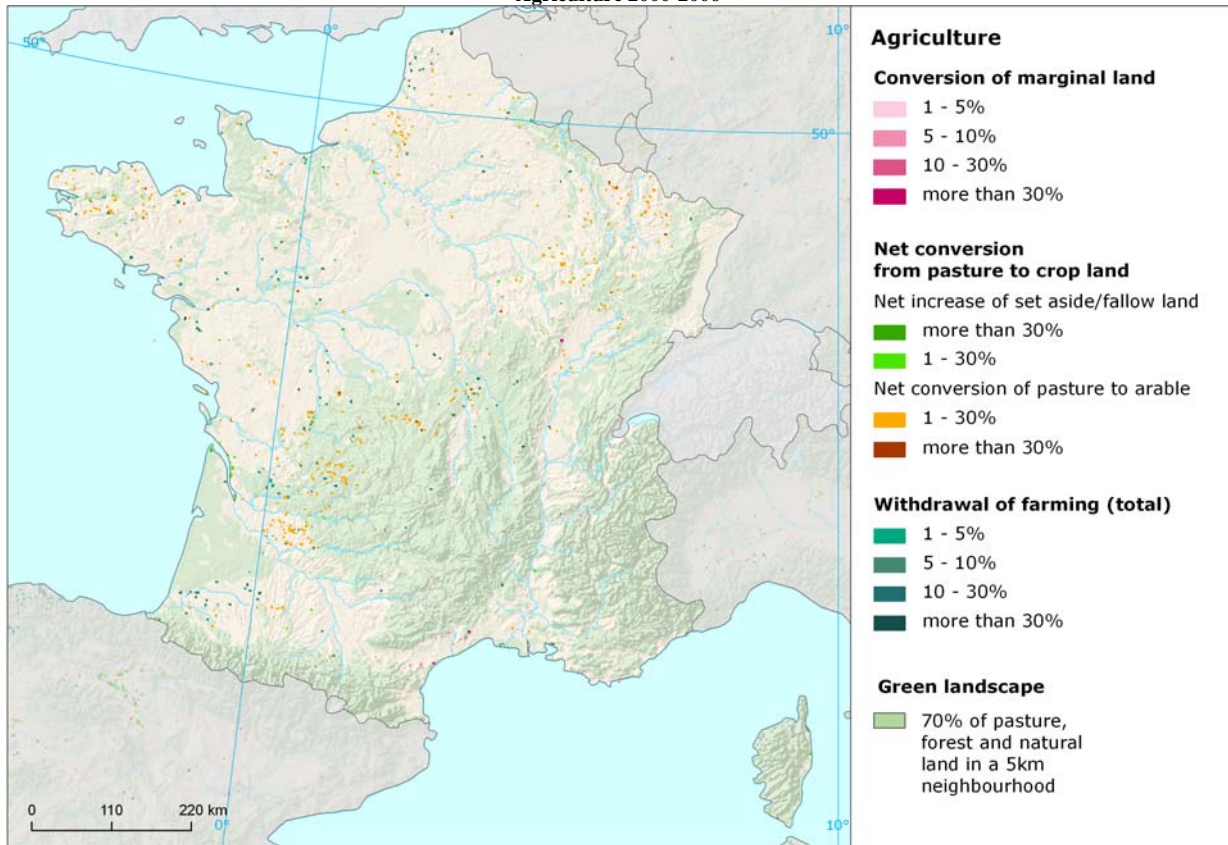 Agriculture 2000-2006
50°
0°
10°
50°
0
110
220 km
0°
10°
Agriculture
Conversion of marginal land
1 - 5%
5 - 10%
10 - 30%
more than 30%
Net conversion
from pasture to crop land
Net increase of set aside/fallow land
more than 30%
1 - 30%
Net conversion of pasture to arable
1 - 30%
more than 30%
Withdrawal of farming (total)
1 - 5%
5 - 10%
10 - 30%
more than 30%
Green landscape
70% of pasture,
forest and natural
land in a 5km
neighbourhood